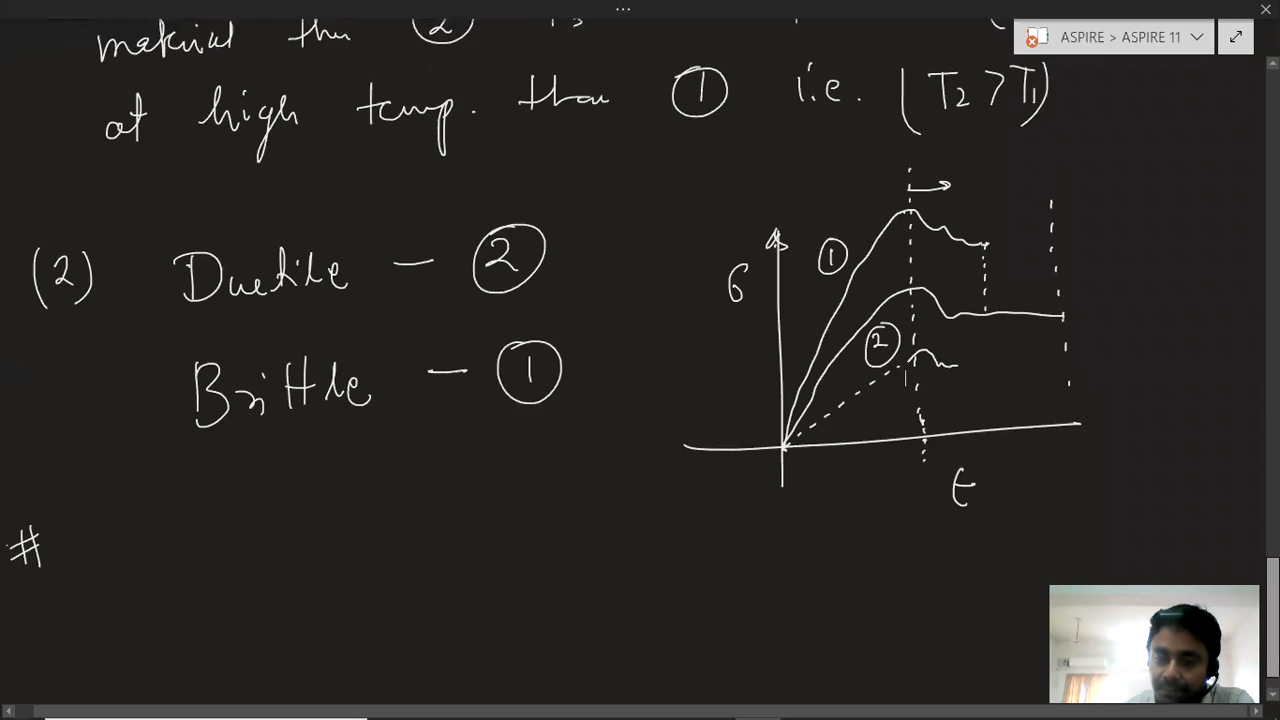 material then ② is
ASPIRE > ASPIRE 11
at high temp. than ① i.e. (T₂ > T₁)
(2) Ductile – ②
Brittle – ①
①
σ
②
ε
#